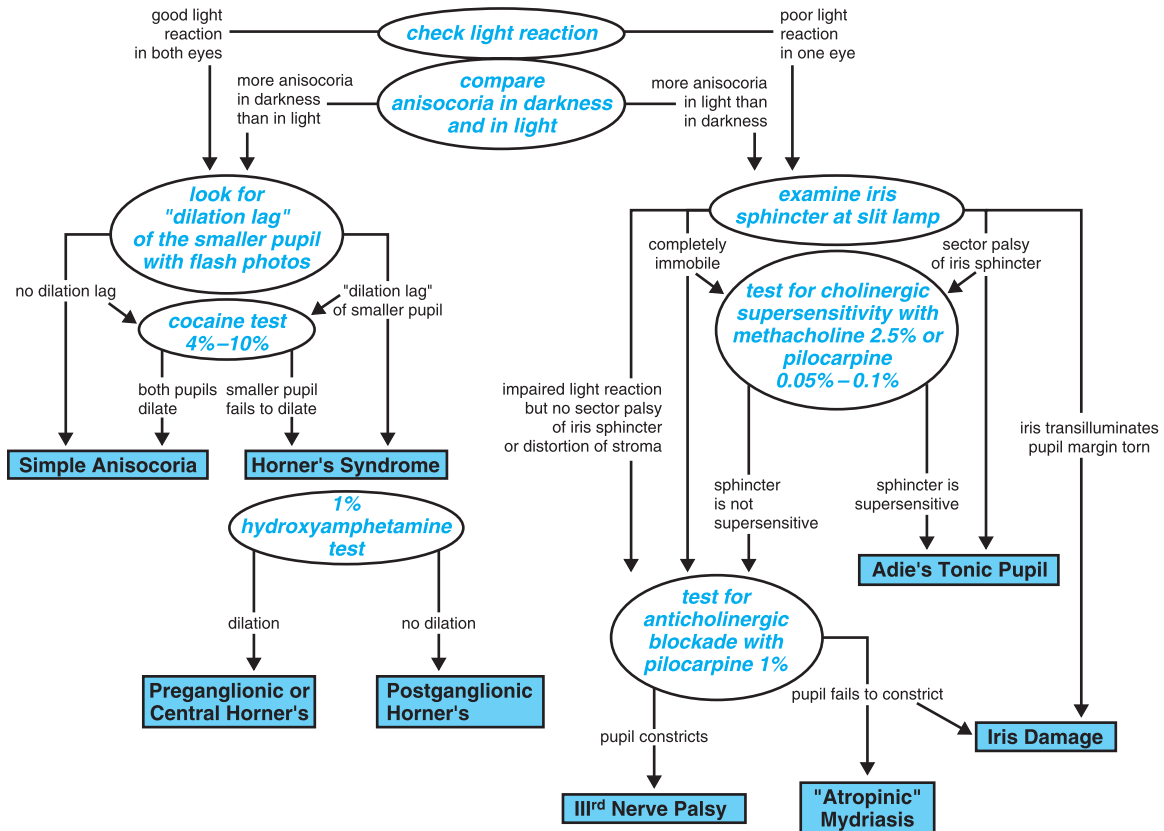 good light
reaction
in both eyes
check light reaction
poor light
reaction
in one eye
more anisocoria
in darkness
than in light
compare
anisocoria in darkness
and in light
more anisocoria
in light than
in darkness
look for
"dilation lag"
of the smaller pupil
with flash photos
examine iris
sphincter at slit lamp
no dilation lag
"dilation lag"
of smaller pupil
completely
immobile
sector palsy
of iris sphincter
cocaine test
4%–10%
test for cholinergic
supersensitivity with
methacholine 2.5% or
pilocarpine
0.05%–0.1%
both pupils
dilate
smaller pupil
fails to dilate
impaired light reaction
but no sector palsy
of iris sphincter
or distortion of stroma
iris transilluminates
pupil margin torn
Simple Anisocoria
Horner's Syndrome
sphincter
is not
supersensitive
sphincter is
supersensitive
1%
hydroxyamphetamine
test
Adie's Tonic Pupil
dilation
no dilation
test for
anticholinergic
blockade with
pilocarpine 1%
Preganglionic or
Central Horner's
Postganglionic
Horner's
pupil fails to constrict
pupil constricts
Iris Damage
IIIrd Nerve Palsy
"Atropinic"
Mydriasis